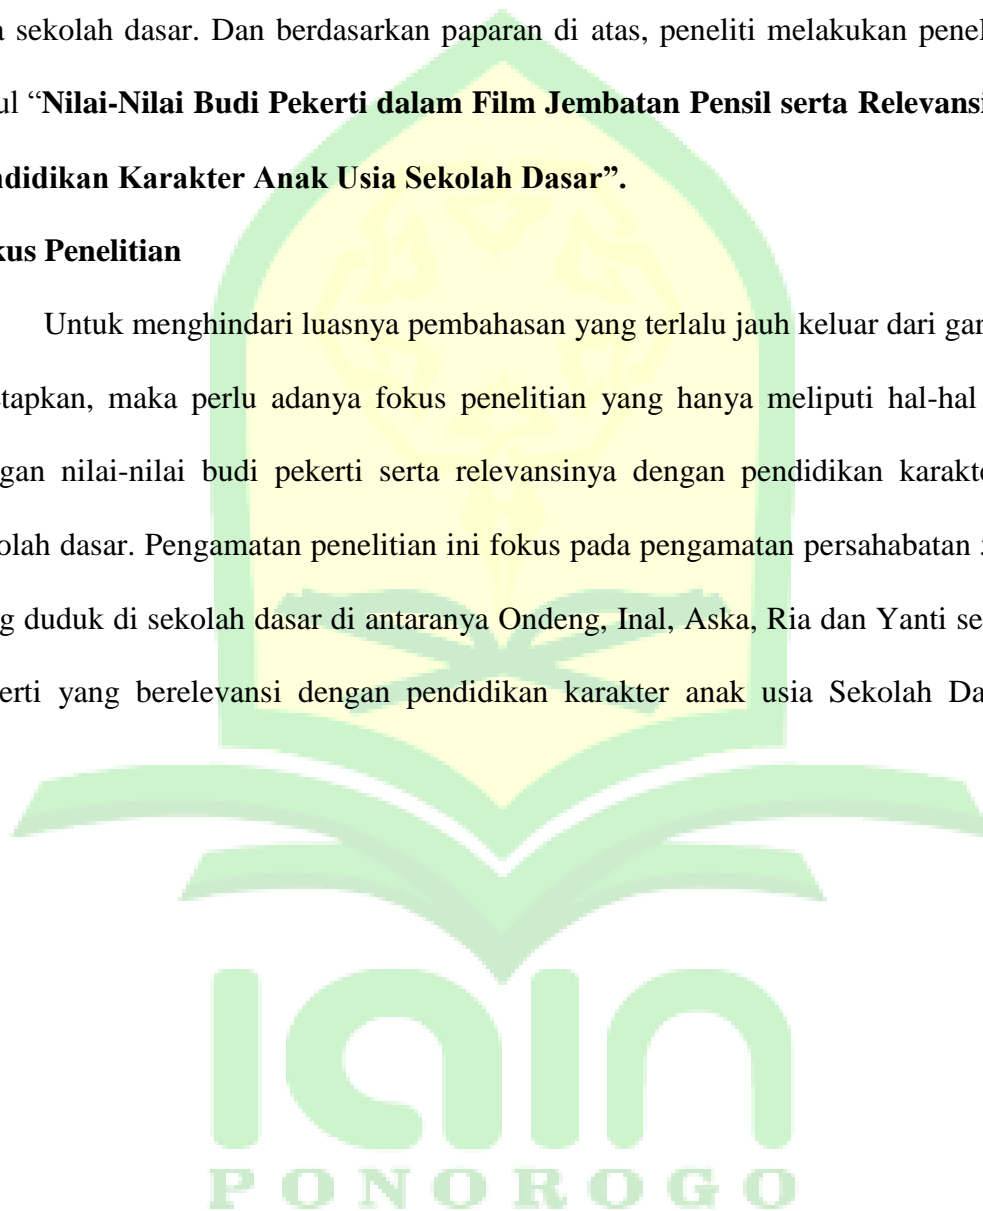 a sekolah dasar. Dan berdasarkan paparan di atas, peneliti melakukan penel
ul “Nilai-Nilai Budi Pekerti dalam Film Jembatan Pensil serta Relevansi
ndidikan Karakter Anak Usia Sekolah Dasar”.
kus Penelitian
Untuk menghindari luasnya pembahasan yang terlalu jauh keluar dari gar
etapkan, maka perlu adanya fokus penelitian yang hanya meliputi hal-hal
gan nilai-nilai budi pekerti serta relevansinya dengan pendidikan karakte
olah dasar. Pengamatan penelitian ini fokus pada pengamatan persahabatan
g duduk di sekolah dasar di antaranya Ondeng, Inal, Aska, Ria dan Yanti se
erti yang berelevansi dengan pendidikan karakter anak usia Sekolah Da
iain
PONOROGO